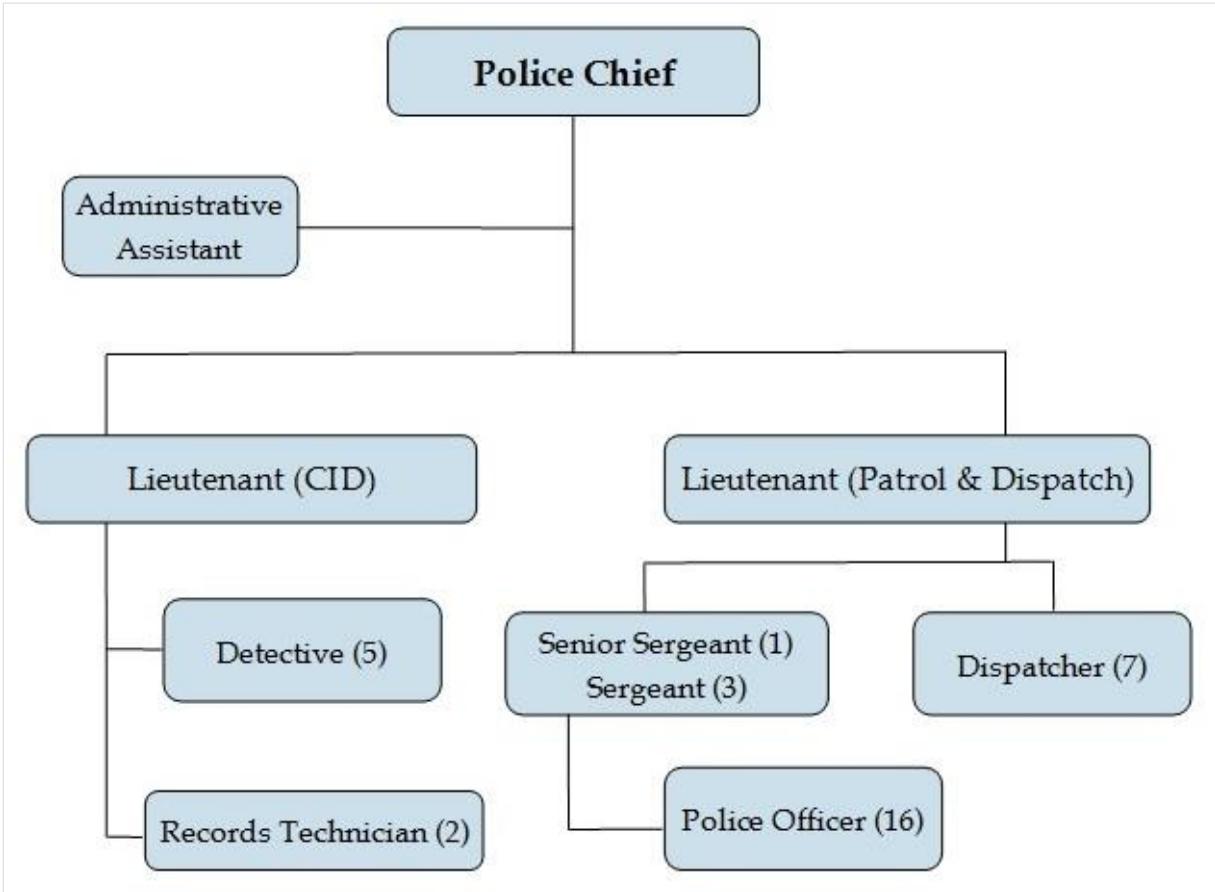 Police Chief
Administrative
Assistant
Lieutenant (CID)
Lieutenant (Patrol & Dispatch)
Detective (5)
Senior Sergeant (1)
Sergeant (3)
Dispatcher (7)
Records Technician (2)
Police Officer (16)